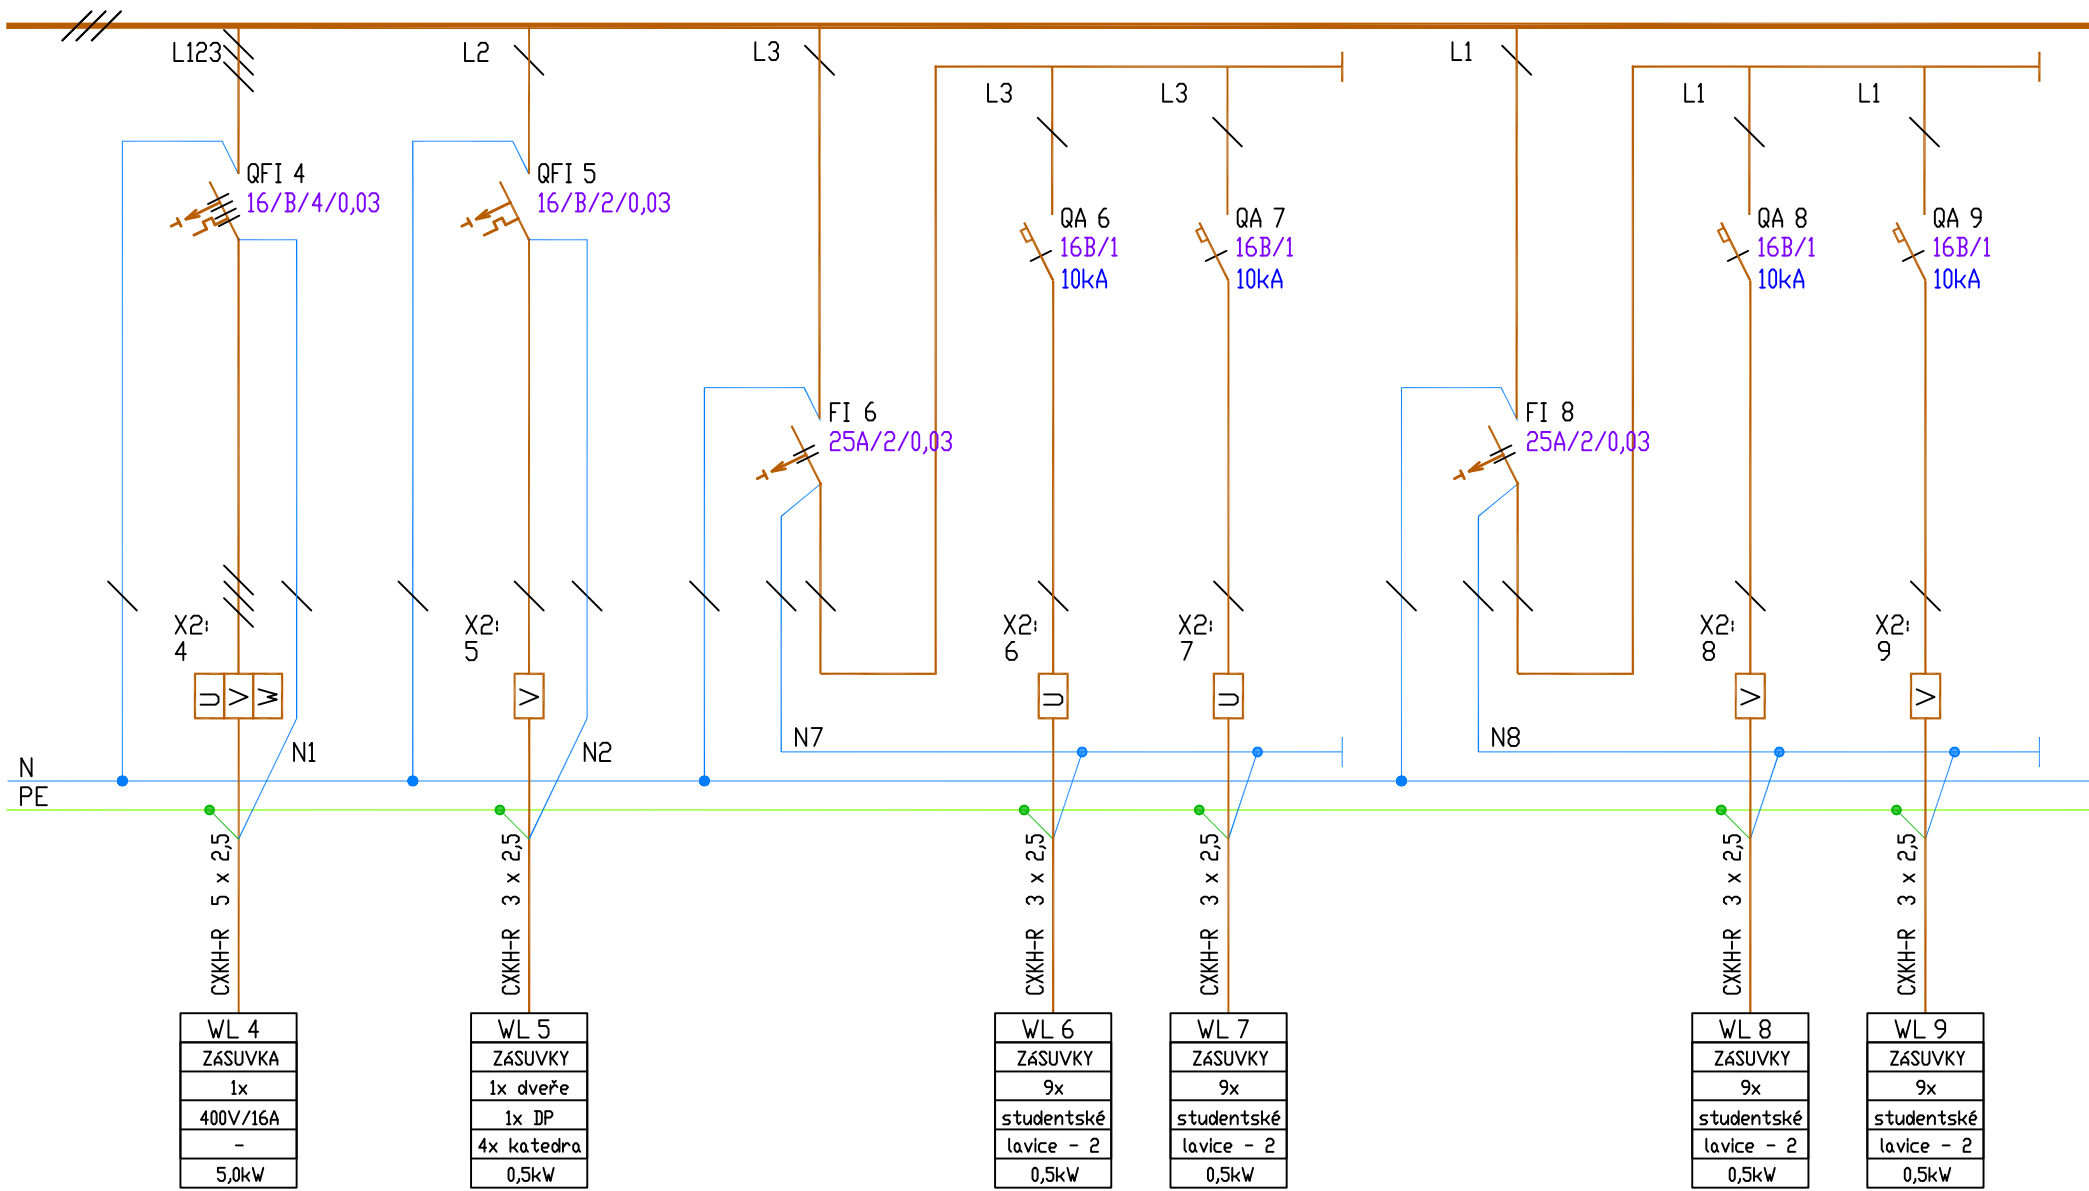 L123
L2
L3
L3
L3
L1
L1
L1
QFI 4
16/B/4/0,03
QFI 5
16/B/2/0,03
QA 6
16B/1
10kA
QA 7
16B/1
10kA
QA 8
16B/1
10kA
QA 9
16B/1
10kA
FI 6
25A/2/0,03
FI 8
25A/2/0,03
X2:
4
X2:
5
X2:
6
X2:
7
X2:
8
X2:
9
U V W
V
U
U
V
V
N1
N2
N7
N8
N
PE
CXKH-R 5 x 2,5
CXKH-R 3 x 2,5
CXKH-R 3 x 2,5
CXKH-R 3 x 2,5
CXKH-R 3 x 2,5
CXKH-R 3 x 2,5
WL 4
ZÁSUVKA
1x
400V/16A
-
5,0kW
WL 5
ZÁSUVKY
1x dveře
1x DP
4x katedra
0,5kW
WL 6
ZÁSUVKY
9x
studentské
lavice - 2
0,5kW
WL 7
ZÁSUVKY
9x
studentské
lavice - 2
0,5kW
WL 8
ZÁSUVKY
9x
studentské
lavice - 2
0,5kW
WL 9
ZÁSUVKY
9x
studentské
lavice - 2
0,5kW